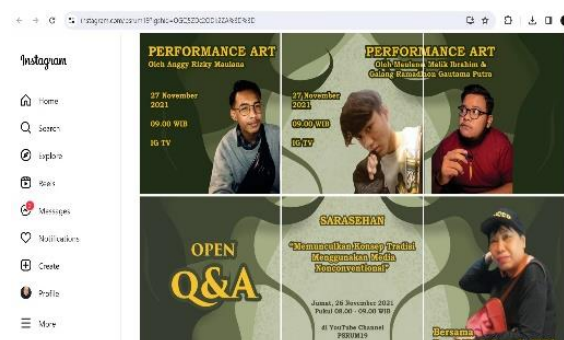 Instagram
Home
Search
Explore
Reels
Messages
Notifications
Create
Profile
More
PERFORMANCE ART
Oleh Anggy Rizky Maulana
27 November
2021
09.00 WIB
IG TV
PERFORMANCE ART
Oleh Maulana Malik Ibrahim &
Galang Ramadhon Gautama Putra
27 November
2021
09.00 WIB
IG TV
OPEN
Q&A
SARASEHAN
"Memunculkan Konsep Tradisi
Menggunakan Media
Nonconventional"
Jumat, 26 November 2021
Pukul 08.00 - 09.00 WIB
di YouTube Channel
PSRUM19
Bersama